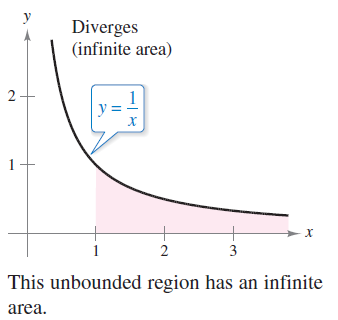 y
Diverges
(infinite area)
2
y = 1/x
1
x
1
2
3
This unbounded region has an infinite
area.